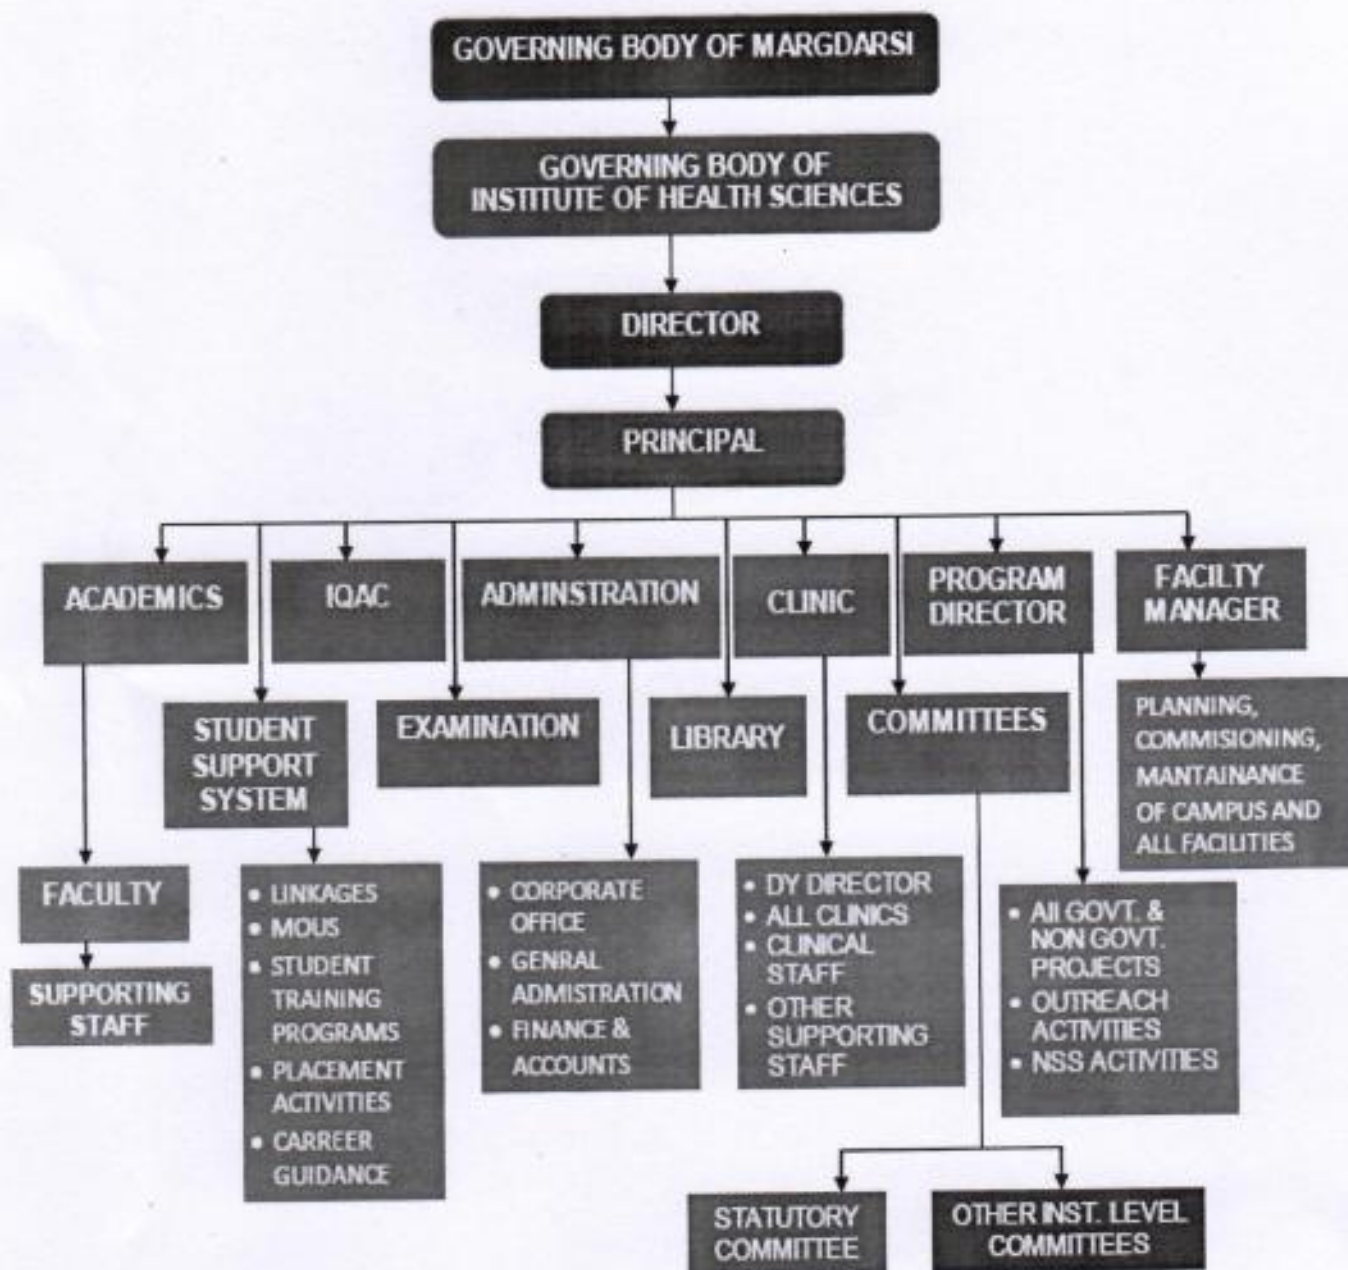 GOVERNING BODY OF MARGDARSI
GOVERNING BODY OF
INSTITUTE OF HEALTH SCIENCES
DIRECTOR
PRINCIPAL
ACADEMICS
IQAC
ADMINSTRATION
CLINIC
PROGRAM
DIRECTOR
FACILTY
MANAGER
STUDENT
SUPPORT
SYSTEM
EXAMINATION
LIBRARY
COMMITTEES
PLANNING,
COMMISIONING,
MANTAINANCE
OF CAMPUS AND
ALL FACILITIES
FACULTY
SUPPORTING
STAFF
• LINKAGES
• MOUS
• STUDENT
TRAINING
PROGRAMS
• PLACEMENT
ACTIVITIES
• CARREER
GUIDANCE
• CORPORATE
OFFICE
• GENRAL
ADMISTRATION
• FINANCE &
ACCOUNTS
• DY DIRECTOR
• ALL CLINICS
• CLINICAL
STAFF
• OTHER
SUPPORTING
STAFF
• All GOVT. &
NON GOVT.
PROJECTS
• OUTREACH
ACTIVITIES
• NSS ACTIVITIES
STATUTORY
COMMITTEE
OTHER INST. LEVEL
COMMITTEES